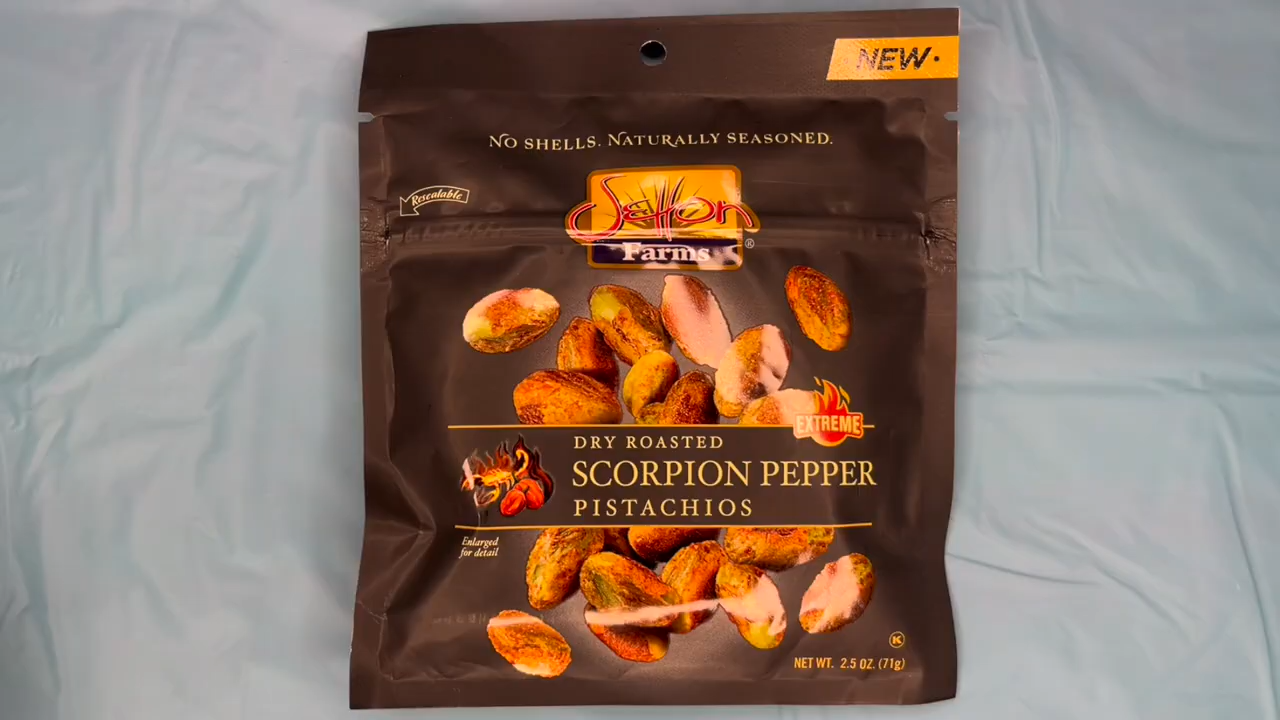 NEW
NO SHELLS. NATURALLY SEASONED.
Resealable
Setton
Farms®
EXTREME
DRY ROASTED
SCORPION PEPPER
PISTACHIOS
Enlarged
for detail
K
NET WT. 2.5 OZ. (71g)